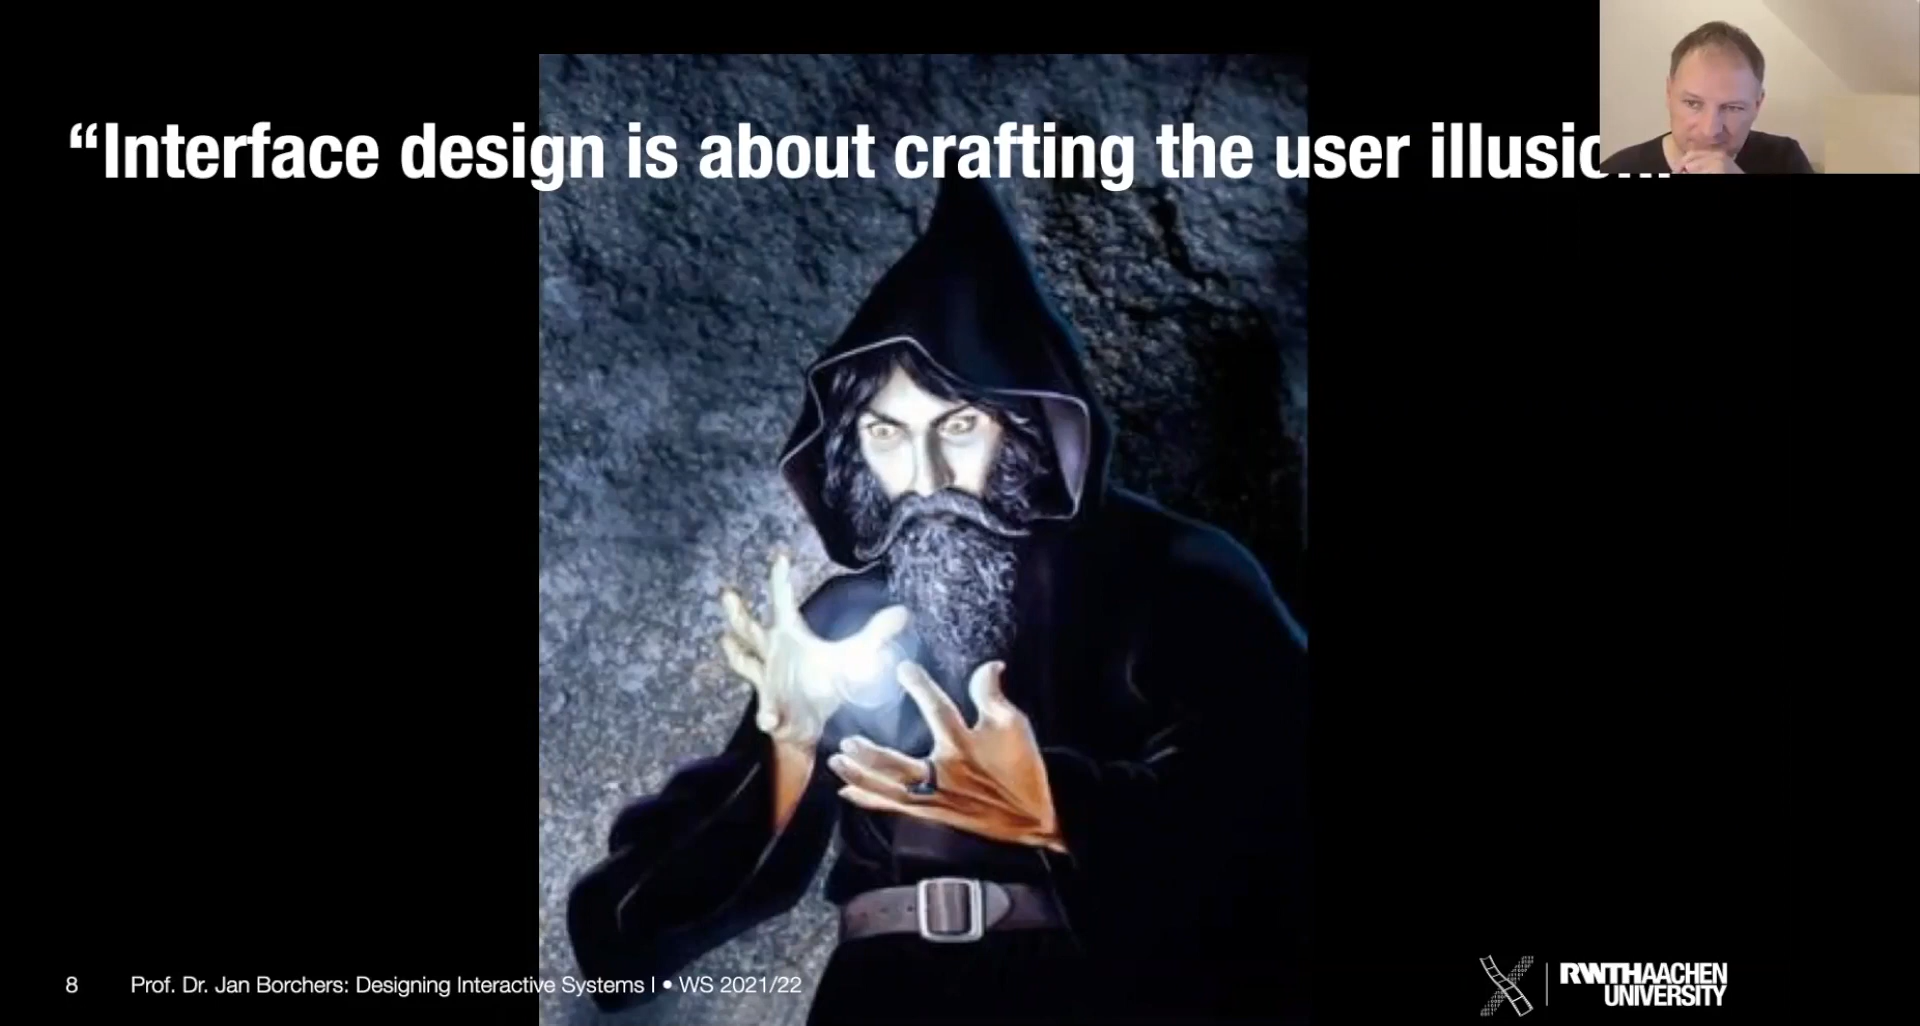 “Interface design is about crafting the user
8 Prof. Dr. Jan Borchers: Designing Interactive Systems I • WS 2021/22
RWTHAACHEN
UNIVERSITY